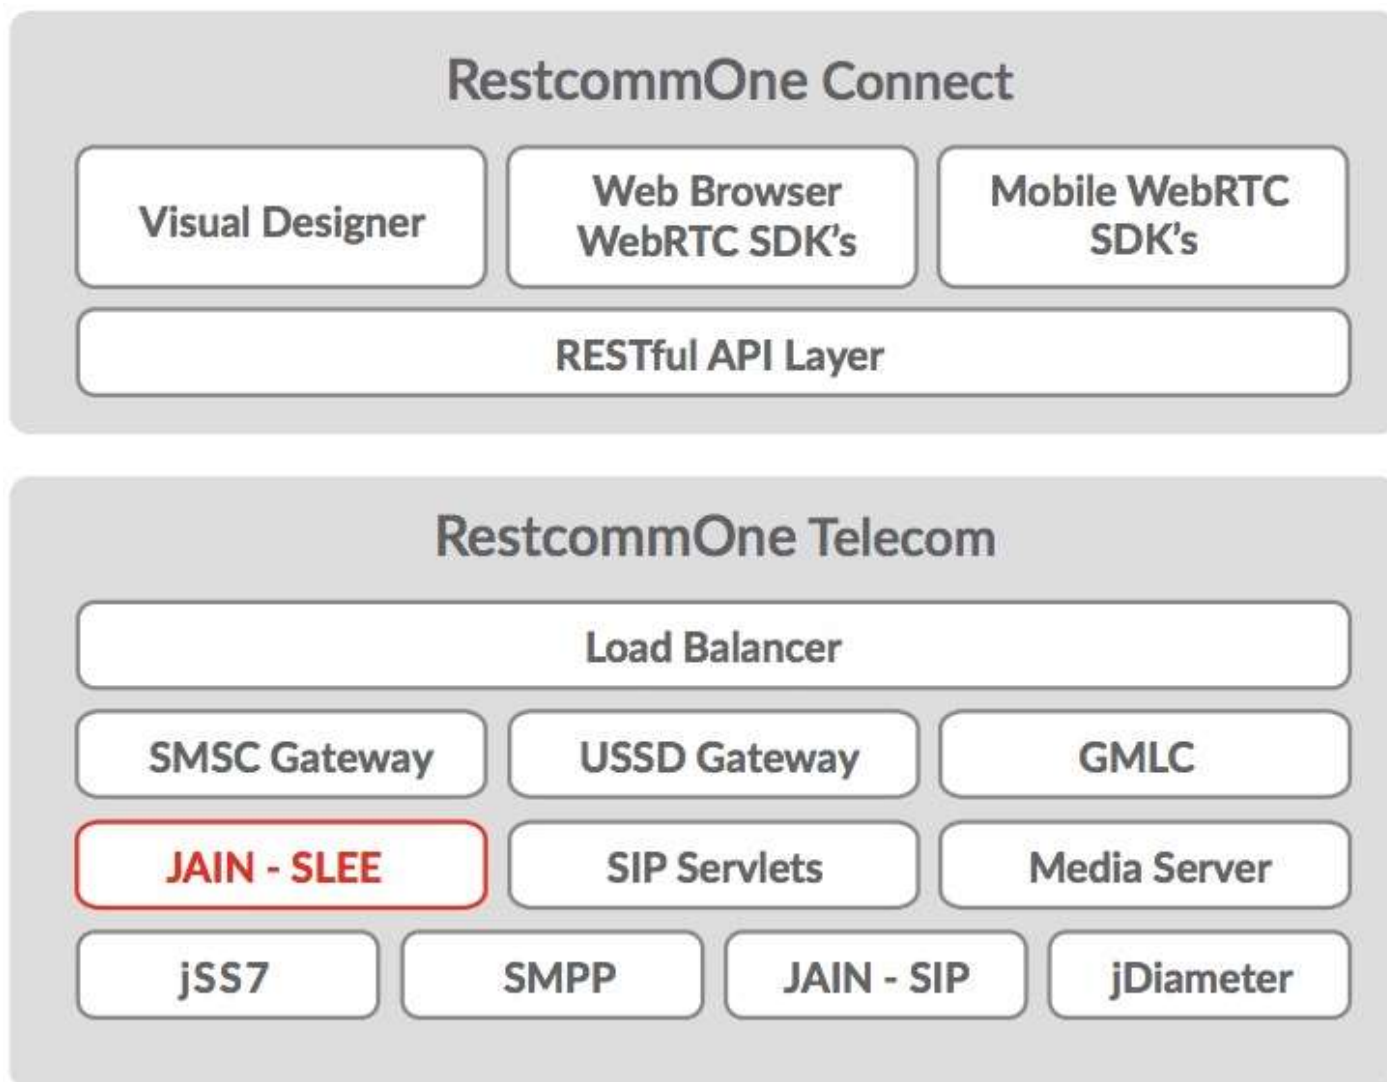 RestcommOne Connect
Visual Designer
Web Browser
WebRTC SDK’s
Mobile WebRTC
SDK’s
RESTful API Layer
RestcommOne Telecom
Load Balancer
SMSC Gateway
USSD Gateway
GMLC
JAIN - SLEE
SIP Servlets
Media Server
jSS7
SMPP
JAIN - SIP
jDiameter